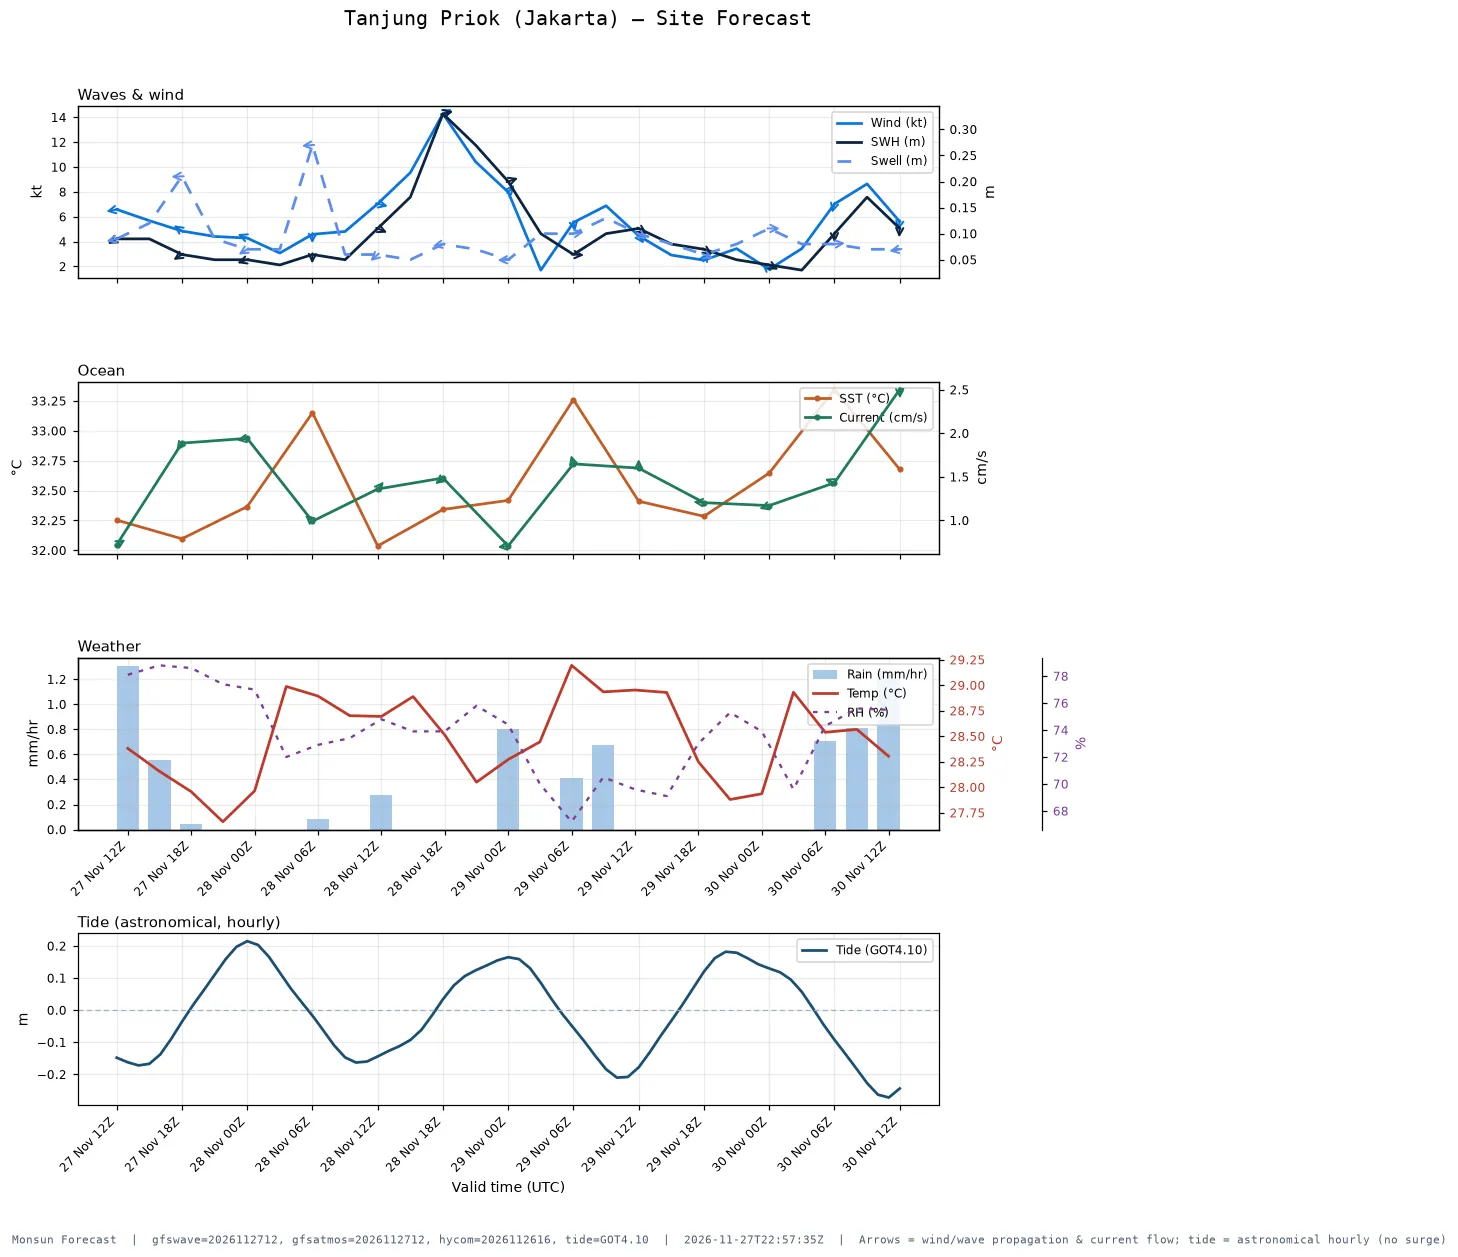 Tanjung Priok (Jakarta) — Site Forecast
Waves & wind
14
12
10
8
6
4
2
kt
0.30
0.25
0.20
0.15
0.10
0.05
m
Wind (kt)
SWH (m)
Swell (m)
Ocean
33.25
33.00
32.75
32.50
32.25
32.00
°C
2.5
2.0
1.5
1.0
cm/s
SST (°C)
Current (cm/s)
Weather
1.2
1.0
0.8
0.6
0.4
0.2
0.0
mm/hr
29.25
29.00
28.75
28.50
28.25
28.00
27.75
°C
78
76
74
72
70
68
%
Rain (mm/hr)
Temp (°C)
RH (%)
27 Nov 12Z
27 Nov 18Z
28 Nov 00Z
28 Nov 06Z
28 Nov 12Z
28 Nov 18Z
29 Nov 00Z
29 Nov 06Z
29 Nov 12Z
29 Nov 18Z
30 Nov 00Z
30 Nov 06Z
30 Nov 12Z
Tide (astronomical, hourly)
0.2
0.1
0.0
−0.1
−0.2
m
Tide (GOT4.10)
27 Nov 12Z
27 Nov 18Z
28 Nov 00Z
28 Nov 06Z
28 Nov 12Z
28 Nov 18Z
29 Nov 00Z
29 Nov 06Z
29 Nov 12Z
29 Nov 18Z
30 Nov 00Z
30 Nov 06Z
30 Nov 12Z
Valid time (UTC)
Monsun Forecast | gfswave=2026112712, gfsatmos=2026112712, hycom=2026112616, tide=GOT4.10 | 2026-11-27T22:57:35Z | Arrows = wind/wave propagation & current flow; tide = astronomical hourly (no surge)